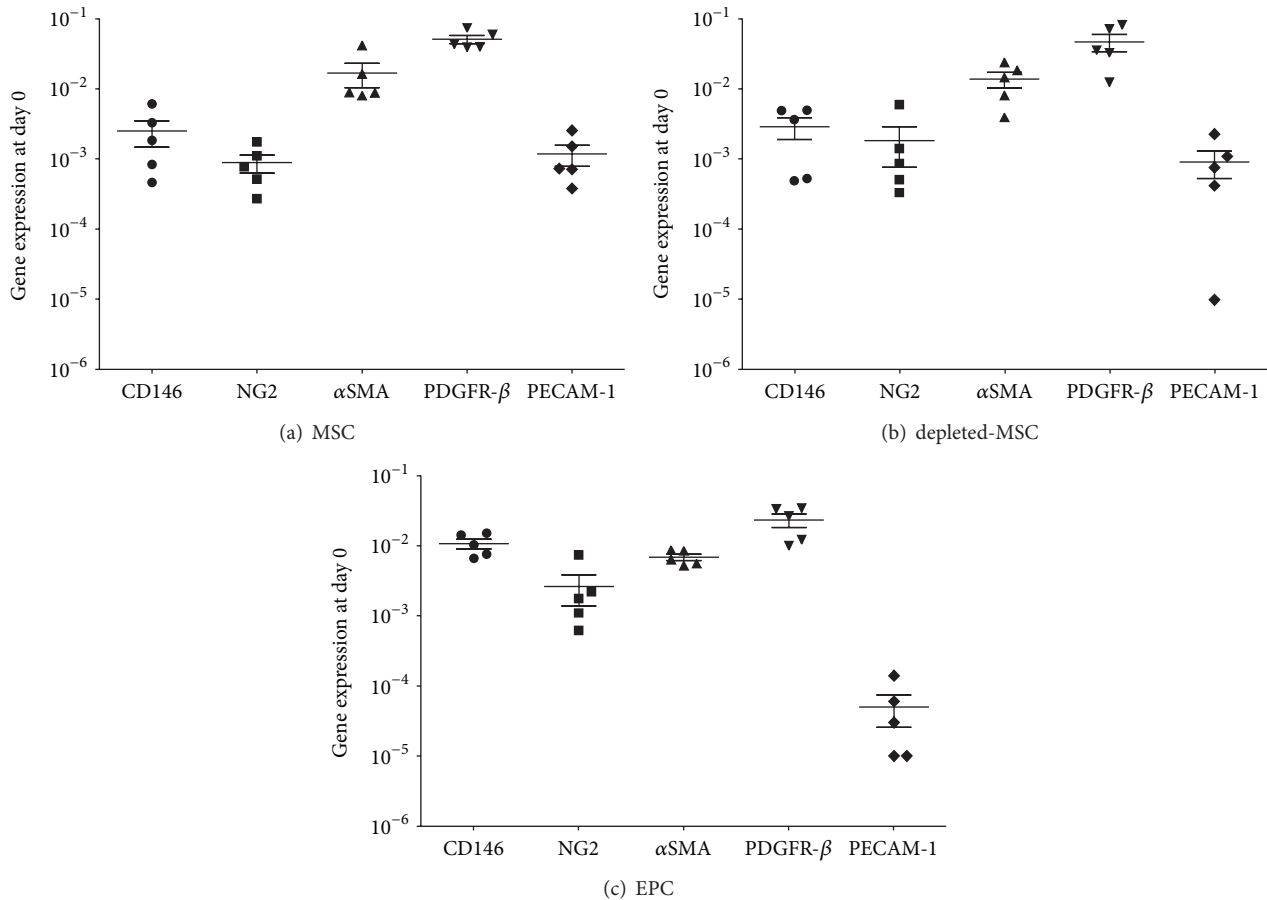 Gene expression at day 0
10⁻¹
10⁻²
10⁻³
10⁻⁴
10⁻⁵
10⁻⁶
CD146 NG2 αSMA PDGFR-β PECAM-1
(a) MSC
Gene expression at day 0
10⁻¹
10⁻²
10⁻³
10⁻⁴
10⁻⁵
10⁻⁶
CD146 NG2 αSMA PDGFR-β PECAM-1
(b) depleted-MSC
Gene expression at day 0
10⁻¹
10⁻²
10⁻³
10⁻⁴
10⁻⁵
10⁻⁶
CD146 NG2 αSMA PDGFR-β PECAM-1
(c) EPC